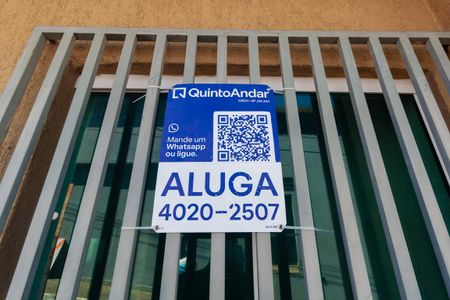 QuintoAndar
Mande um
Whatsapp
ou ligue.
ALUGA
4020-2507